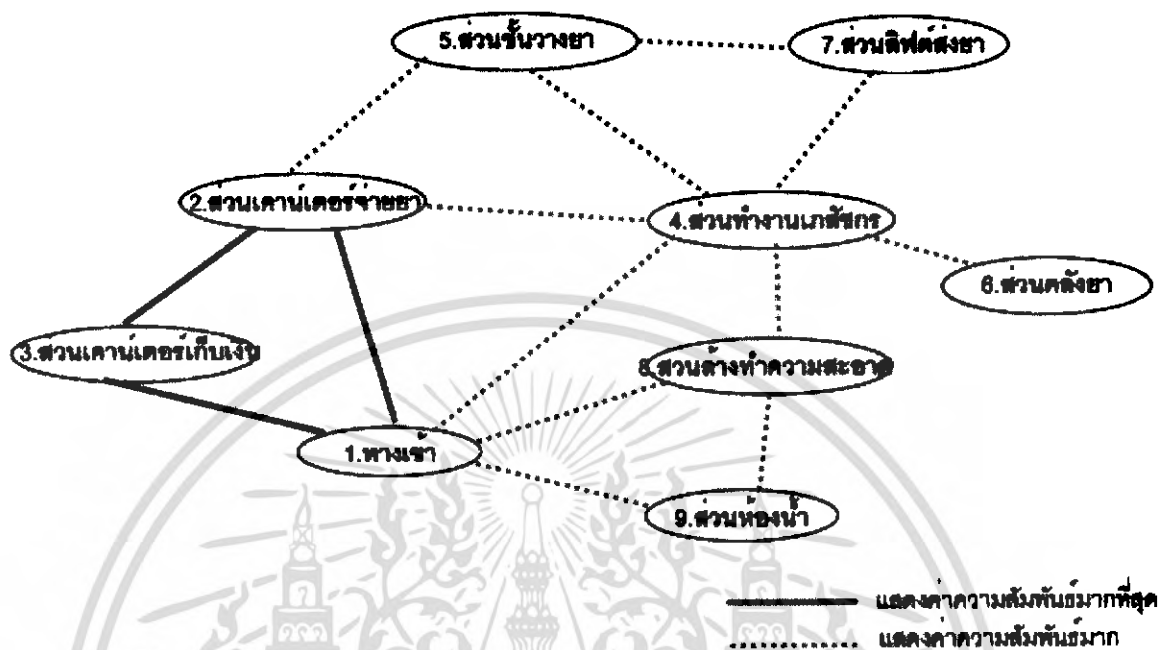 5.ส่วนชั้นวางยา
7.ส่วนลิฟต์ส่งยา
2.ส่วนเคาน์เตอร์จ่ายยา
4.ส่วนทำงานเภสัชกร
6.ส่วนคลังยา
3.ส่วนเคาน์เตอร์เก็บเงิน
8.ส่วนล้างทำความสะอาด
1.ทางเข้า
9.ส่วนห้องน้ำ
แสดงค่าความสัมพันธ์มากที่สุด
แสดงค่าความสัมพันธ์มาก